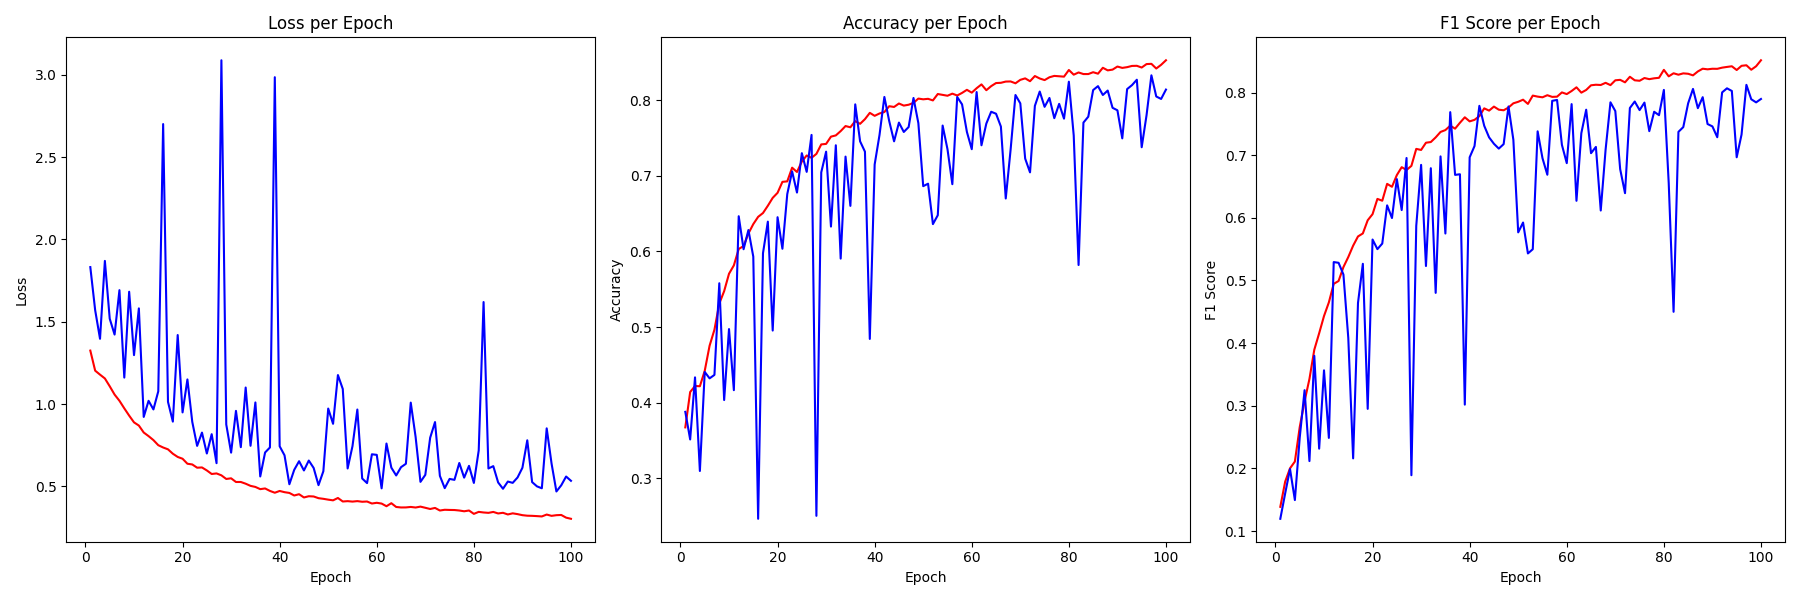 Loss per Epoch
Loss
3.0
2.5
2.0
1.5
1.0
0.5
0 20 40 60 80 100
Epoch
Accuracy per Epoch
Accuracy
0.8
0.7
0.6
0.5
0.4
0.3
0 20 40 60 80 100
Epoch
F1 Score per Epoch
F1 Score
0.8
0.7
0.6
0.5
0.4
0.3
0.2
0.1
0 20 40 60 80 100
Epoch